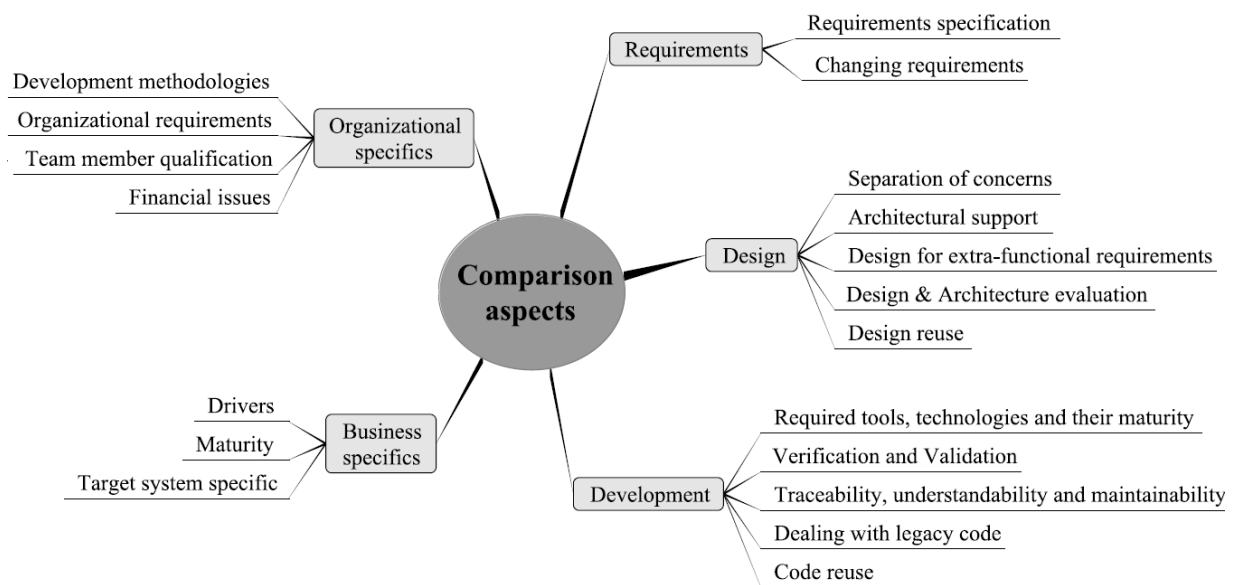 Comparison
aspects
Requirements
Requirements specification
Changing requirements
Design
Separation of concerns
Architectural support
Design for extra-functional requirements
Design & Architecture evaluation
Design reuse
Development
Required tools, technologies and their maturity
Verification and Validation
Traceability, understandability and maintainability
Dealing with legacy code
Code reuse
Business
specifics
Drivers
Maturity
Target system specific
Organizational
specifics
Development methodologies
Organizational requirements
Team member qualification
Financial issues